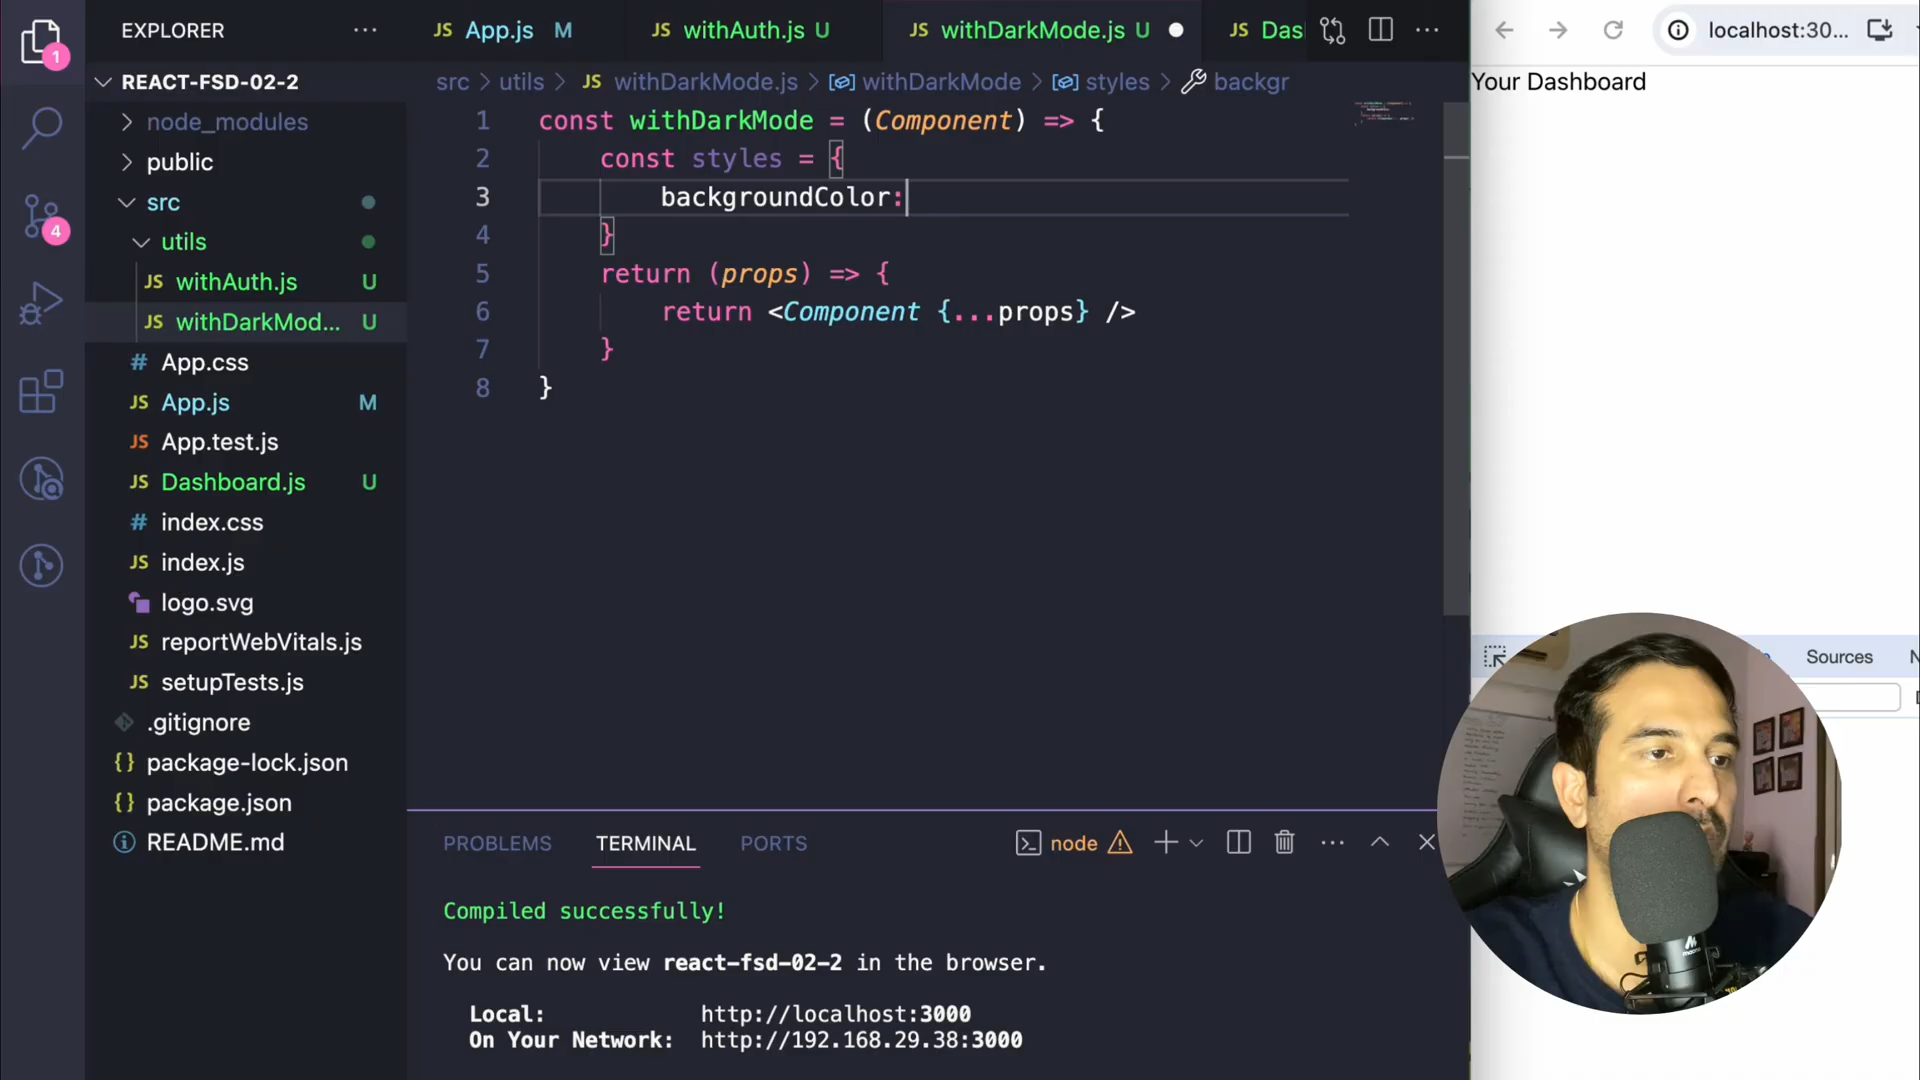 EXPLORER
REACT-FSD-02-2
node_modules
public
src
utils
JS withAuth.js U
JS withDarkMod... U
# App.css
JS App.js M
JS App.test.js
JS Dashboard.js U
# index.css
JS index.js
logo.svg
JS reportWebVitals.js
JS setupTests.js
.gitignore
{} package-lock.json
{} package.json
README.md
1
4
JS App.js M
JS withAuth.js U
JS withDarkMode.js U
JS Das
src > utils > JS withDarkMode.js > withDarkMode > styles > backgr
1 const withDarkMode = (Component) => {
2 const styles = {
3 backgroundColor:
4 }
5 return (props) => {
6 return <Component {...props} />
7 }
8 }
PROBLEMS TERMINAL PORTS
node
Compiled successfully!
You can now view react-fsd-02-2 in the browser.
Local: http://localhost:3000
On Your Network: http://192.168.29.38:3000
localhost:30...
Your Dashboard
Sources